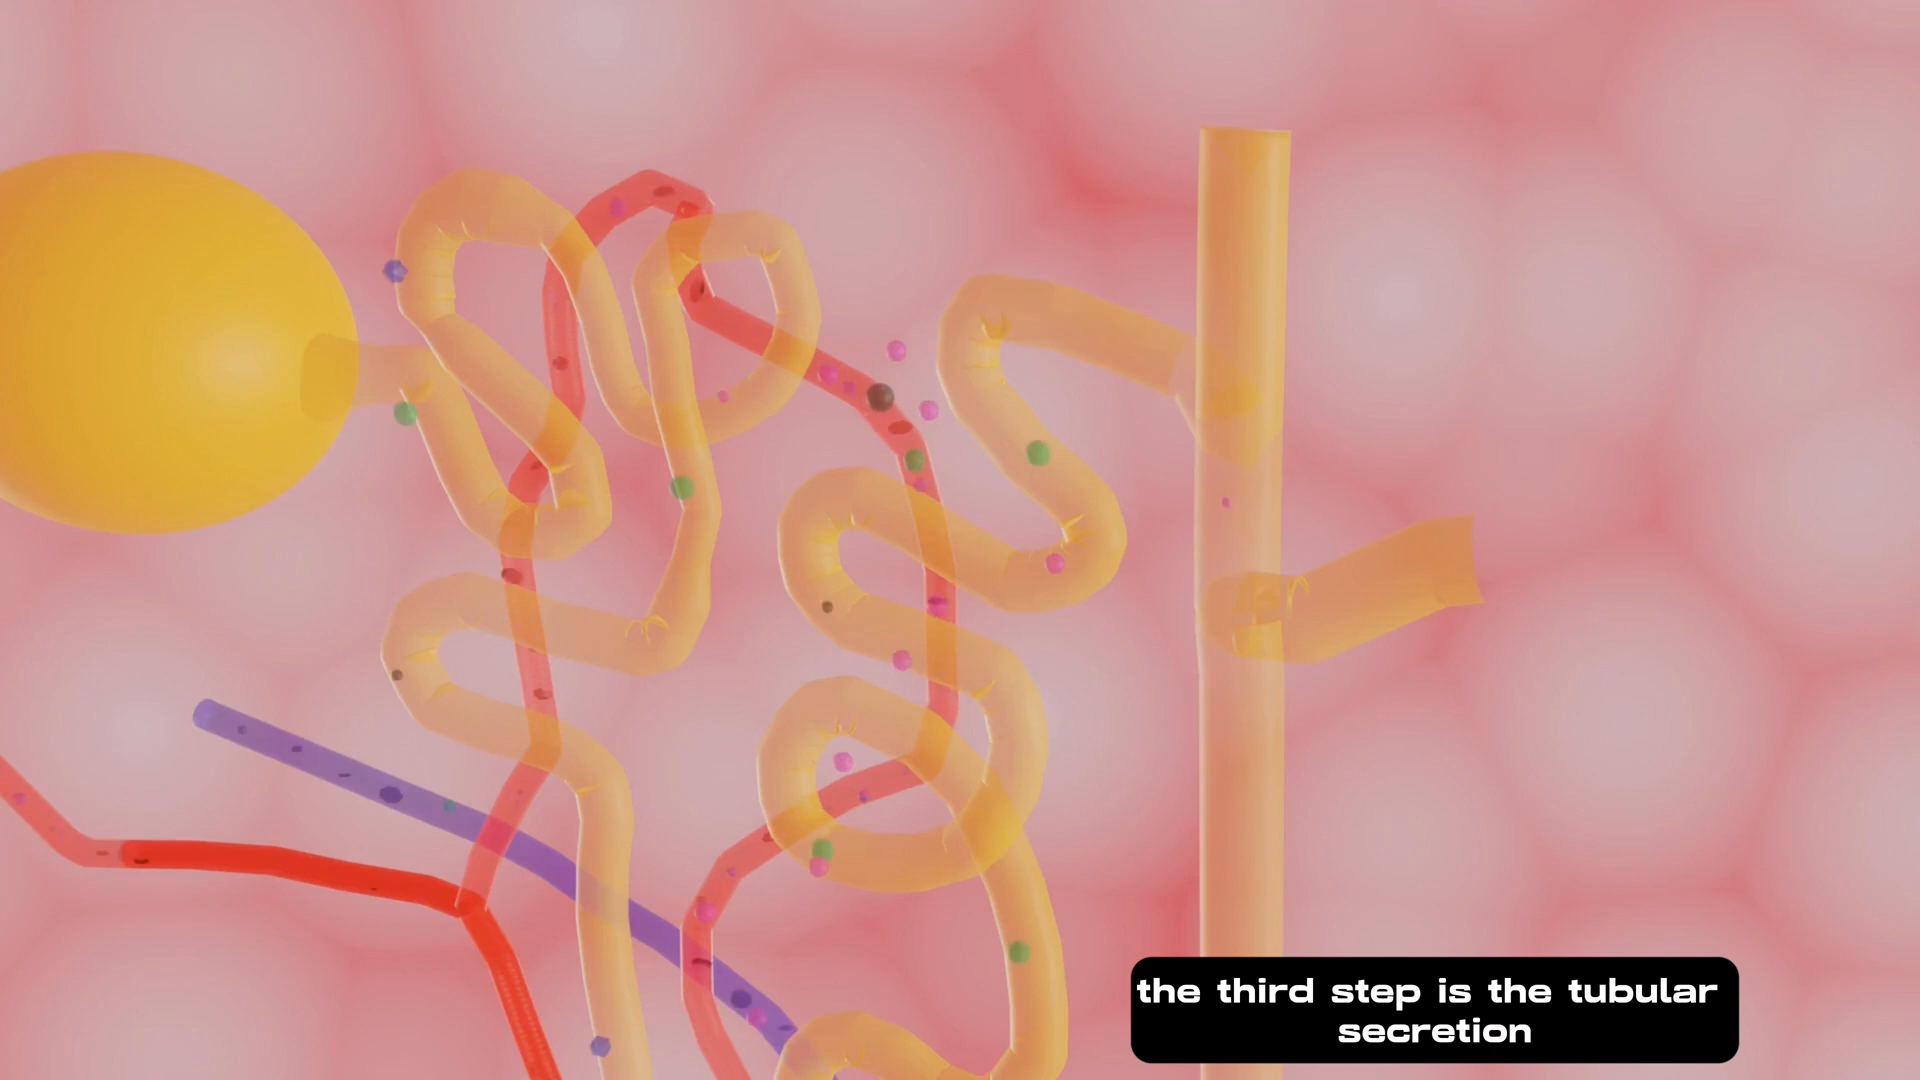 the third step is the tubular
secretion